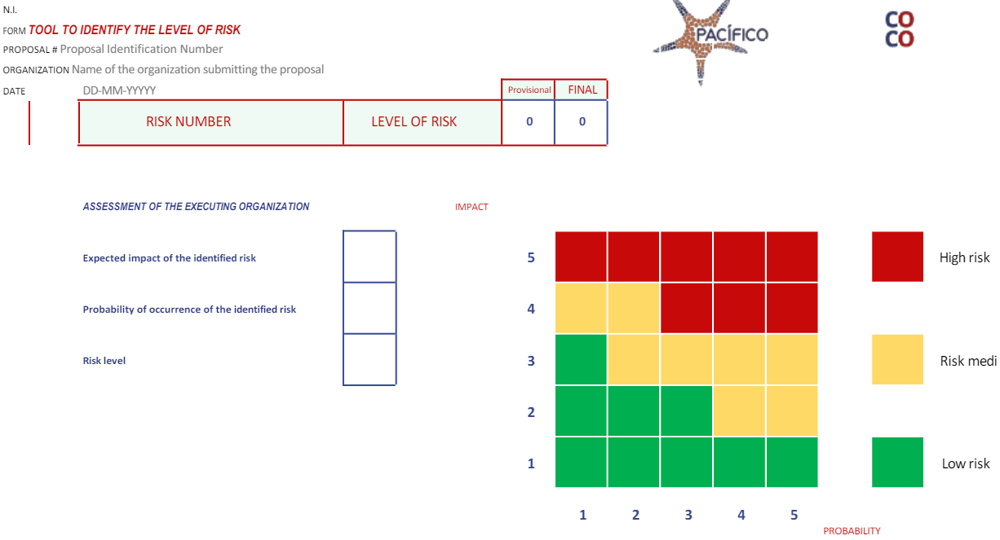 N.I.
FORM TOOL TO IDENTIFY THE LEVEL OF RISK
PROPOSAL # Proposal Identification Number
ORGANIZATION Name of the organization submitting the proposal
DATE DD-MM-YYYYY
PACÍFICO
CO
CO
Provisional FINAL
RISK NUMBER LEVEL OF RISK 0 0
ASSESSMENT OF THE EXECUTING ORGANIZATION IMPACT
Expected impact of the identified risk 5 High risk
Probability of occurrence of the identified risk 4
Risk level 3 Risk medi
2
1 Low risk
1 2 3 4 5
PROBABILITY